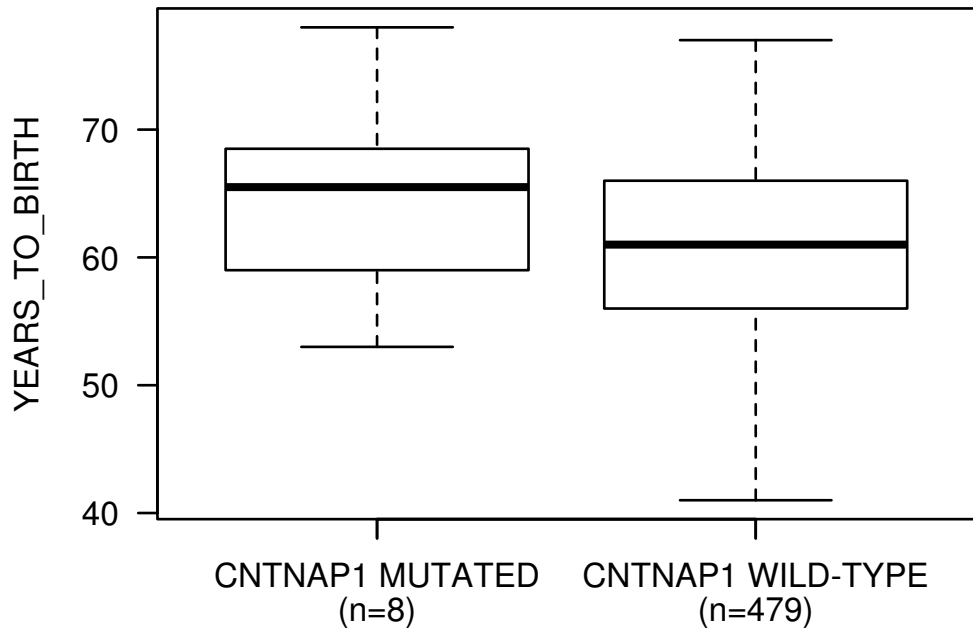 YEARS_TO_BIRTH
70
60
50
40
CNTNAP1 MUTATED
(n=8)
CNTNAP1 WILD-TYPE
(n=479)